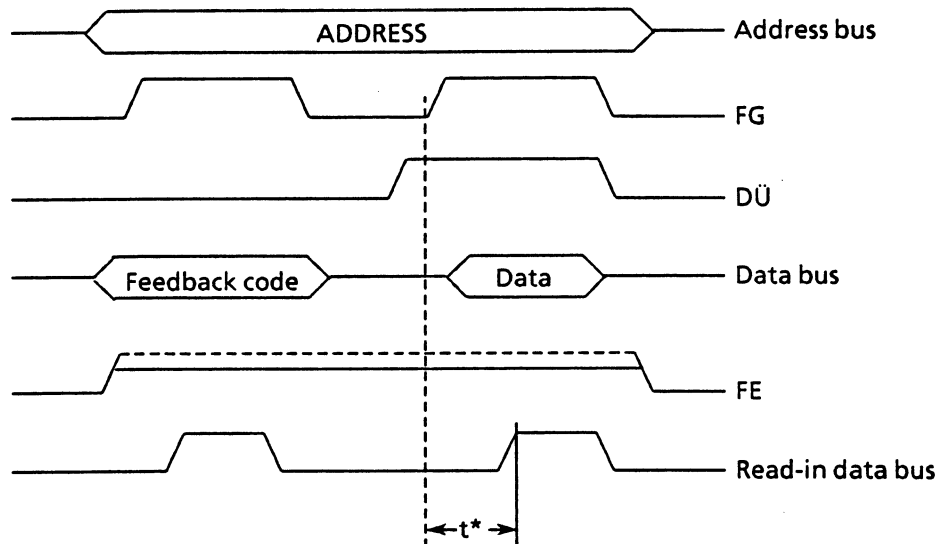 ADDRESS
Address bus
FG
DÜ
Feedback code
Data
Data bus
FE
Read-in data bus
t*